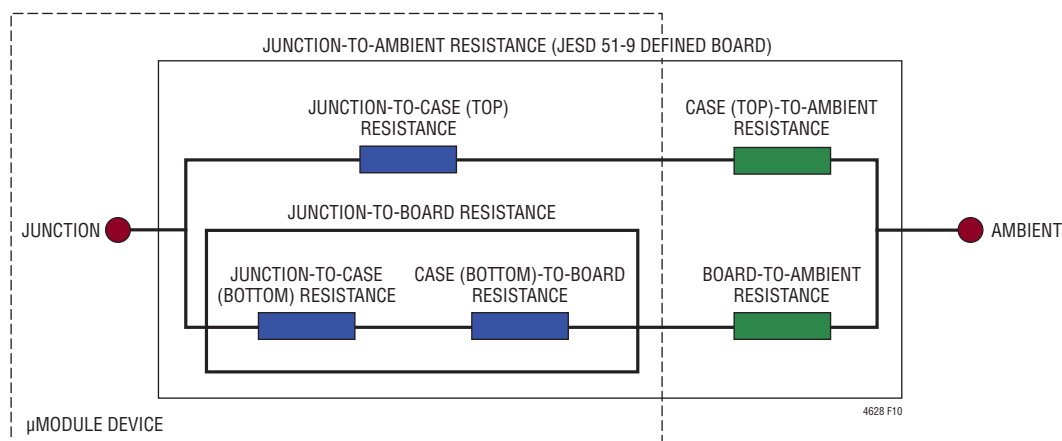 JUNCTION-TO-AMBIENT RESISTANCE (JESD 51-9 DEFINED BOARD)
JUNCTION-TO-CASE (TOP)
RESISTANCE
CASE (TOP)-TO-AMBIENT
RESISTANCE
JUNCTION
JUNCTION-TO-BOARD RESISTANCE
AMBIENT
JUNCTION-TO-CASE
(BOTTOM) RESISTANCE
CASE (BOTTOM)-TO-BOARD
RESISTANCE
BOARD-TO-AMBIENT
RESISTANCE
4628 F10
µMODULE DEVICE